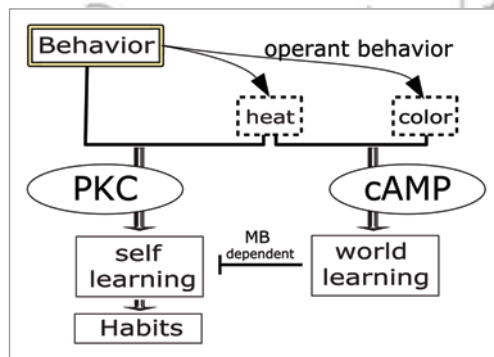 Behavior
operant behavior
heat
color
PKC
cAMP
self
learning
MB
dependent
world
learning
Habits